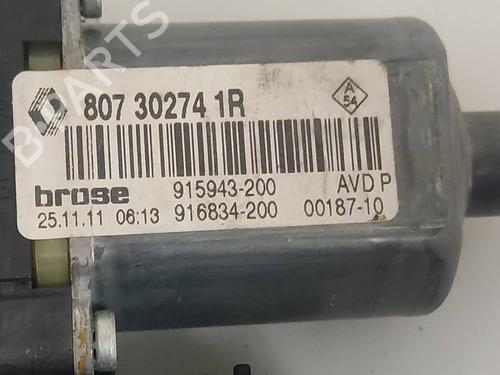 B-PARTS
807 30274 1R
A
54
brose 915943-200 AVD P
25.11.11 06:13 916834-200 00187-10